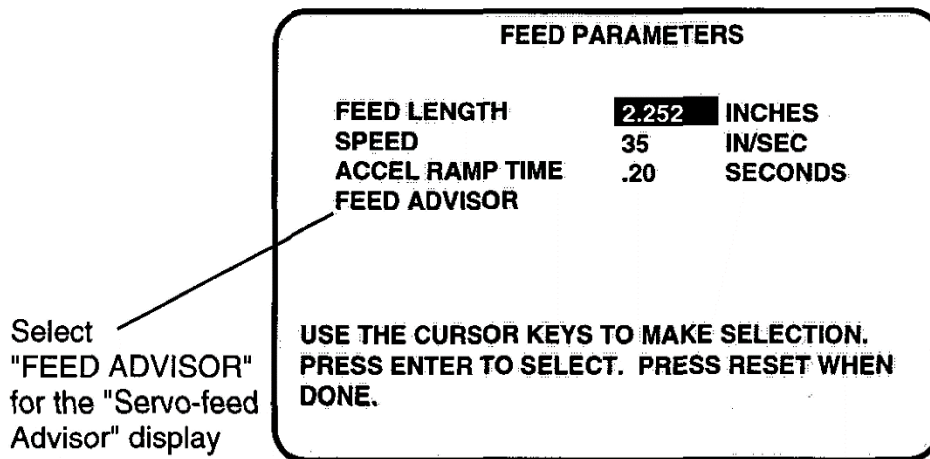 FEED PARAMETERS
FEED LENGTH 2.252 INCHES
SPEED 35 IN/SEC
ACCEL RAMP TIME .20 SECONDS
FEED ADVISOR
Select
"FEED ADVISOR"
for the "Servo-feed
Advisor" display
USE THE CURSOR KEYS TO MAKE SELECTION.
PRESS ENTER TO SELECT. PRESS RESET WHEN
DONE.